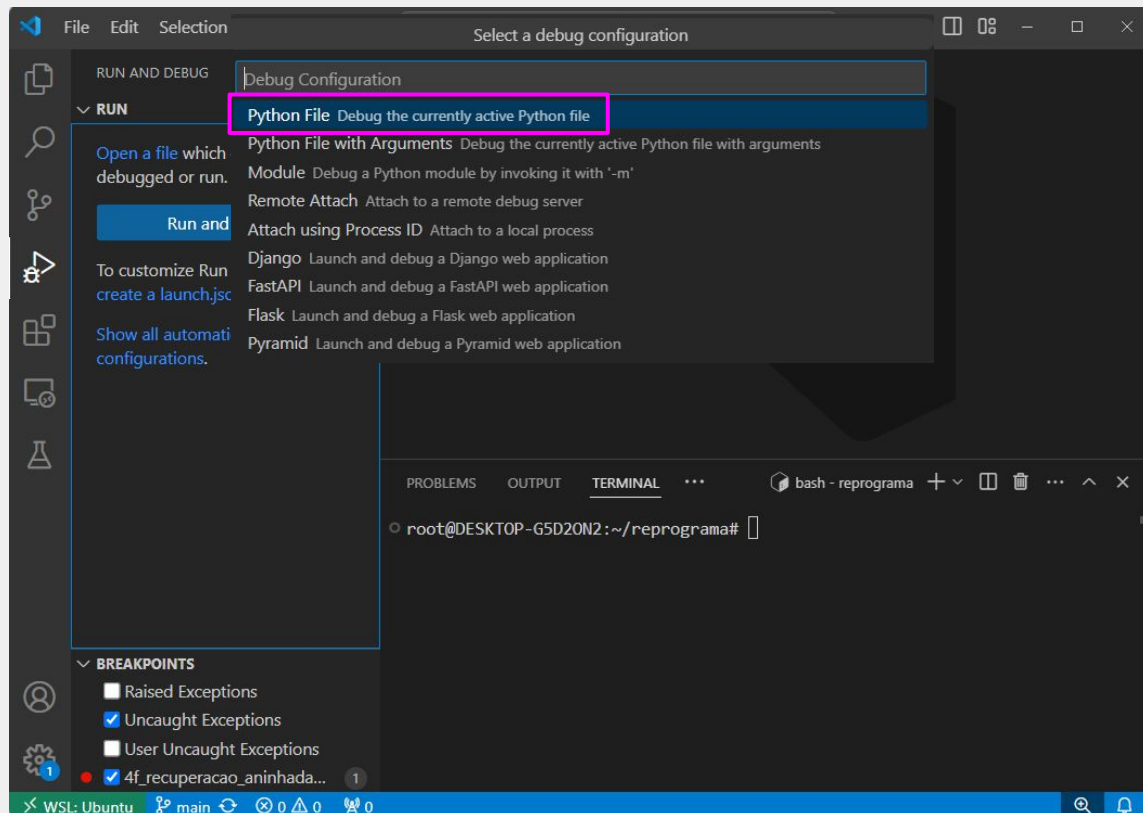 File Edit Selection
Select a debug configuration
RUN AND DEBUG
Debug Configuration
RUN
Python File Debug the currently active Python file
Python File with Arguments Debug the currently active Python file with arguments
Module Debug a Python module by invoking it with '-m'
Remote Attach Attach to a remote debug server
Attach using Process ID Attach to a local process
Django Launch and debug a Django web application
FastAPI Launch and debug a FastAPI web application
Flask Launch and debug a Flask web application
Pyramid Launch and debug a Pyramid web application
Open a file which
debugged or run.
Run and
To customize Run
create a launch.jsc
Show all automati
configurations.
PROBLEMS OUTPUT TERMINAL ··· bash - reprograma
root@DESKTOP-G5D2ON2:~/reprograma#
BREAKPOINTS
Raised Exceptions
Uncaught Exceptions
User Uncaught Exceptions
4f_recuperacao_aninhada... 1
1
WSL: Ubuntu main 0 0 0